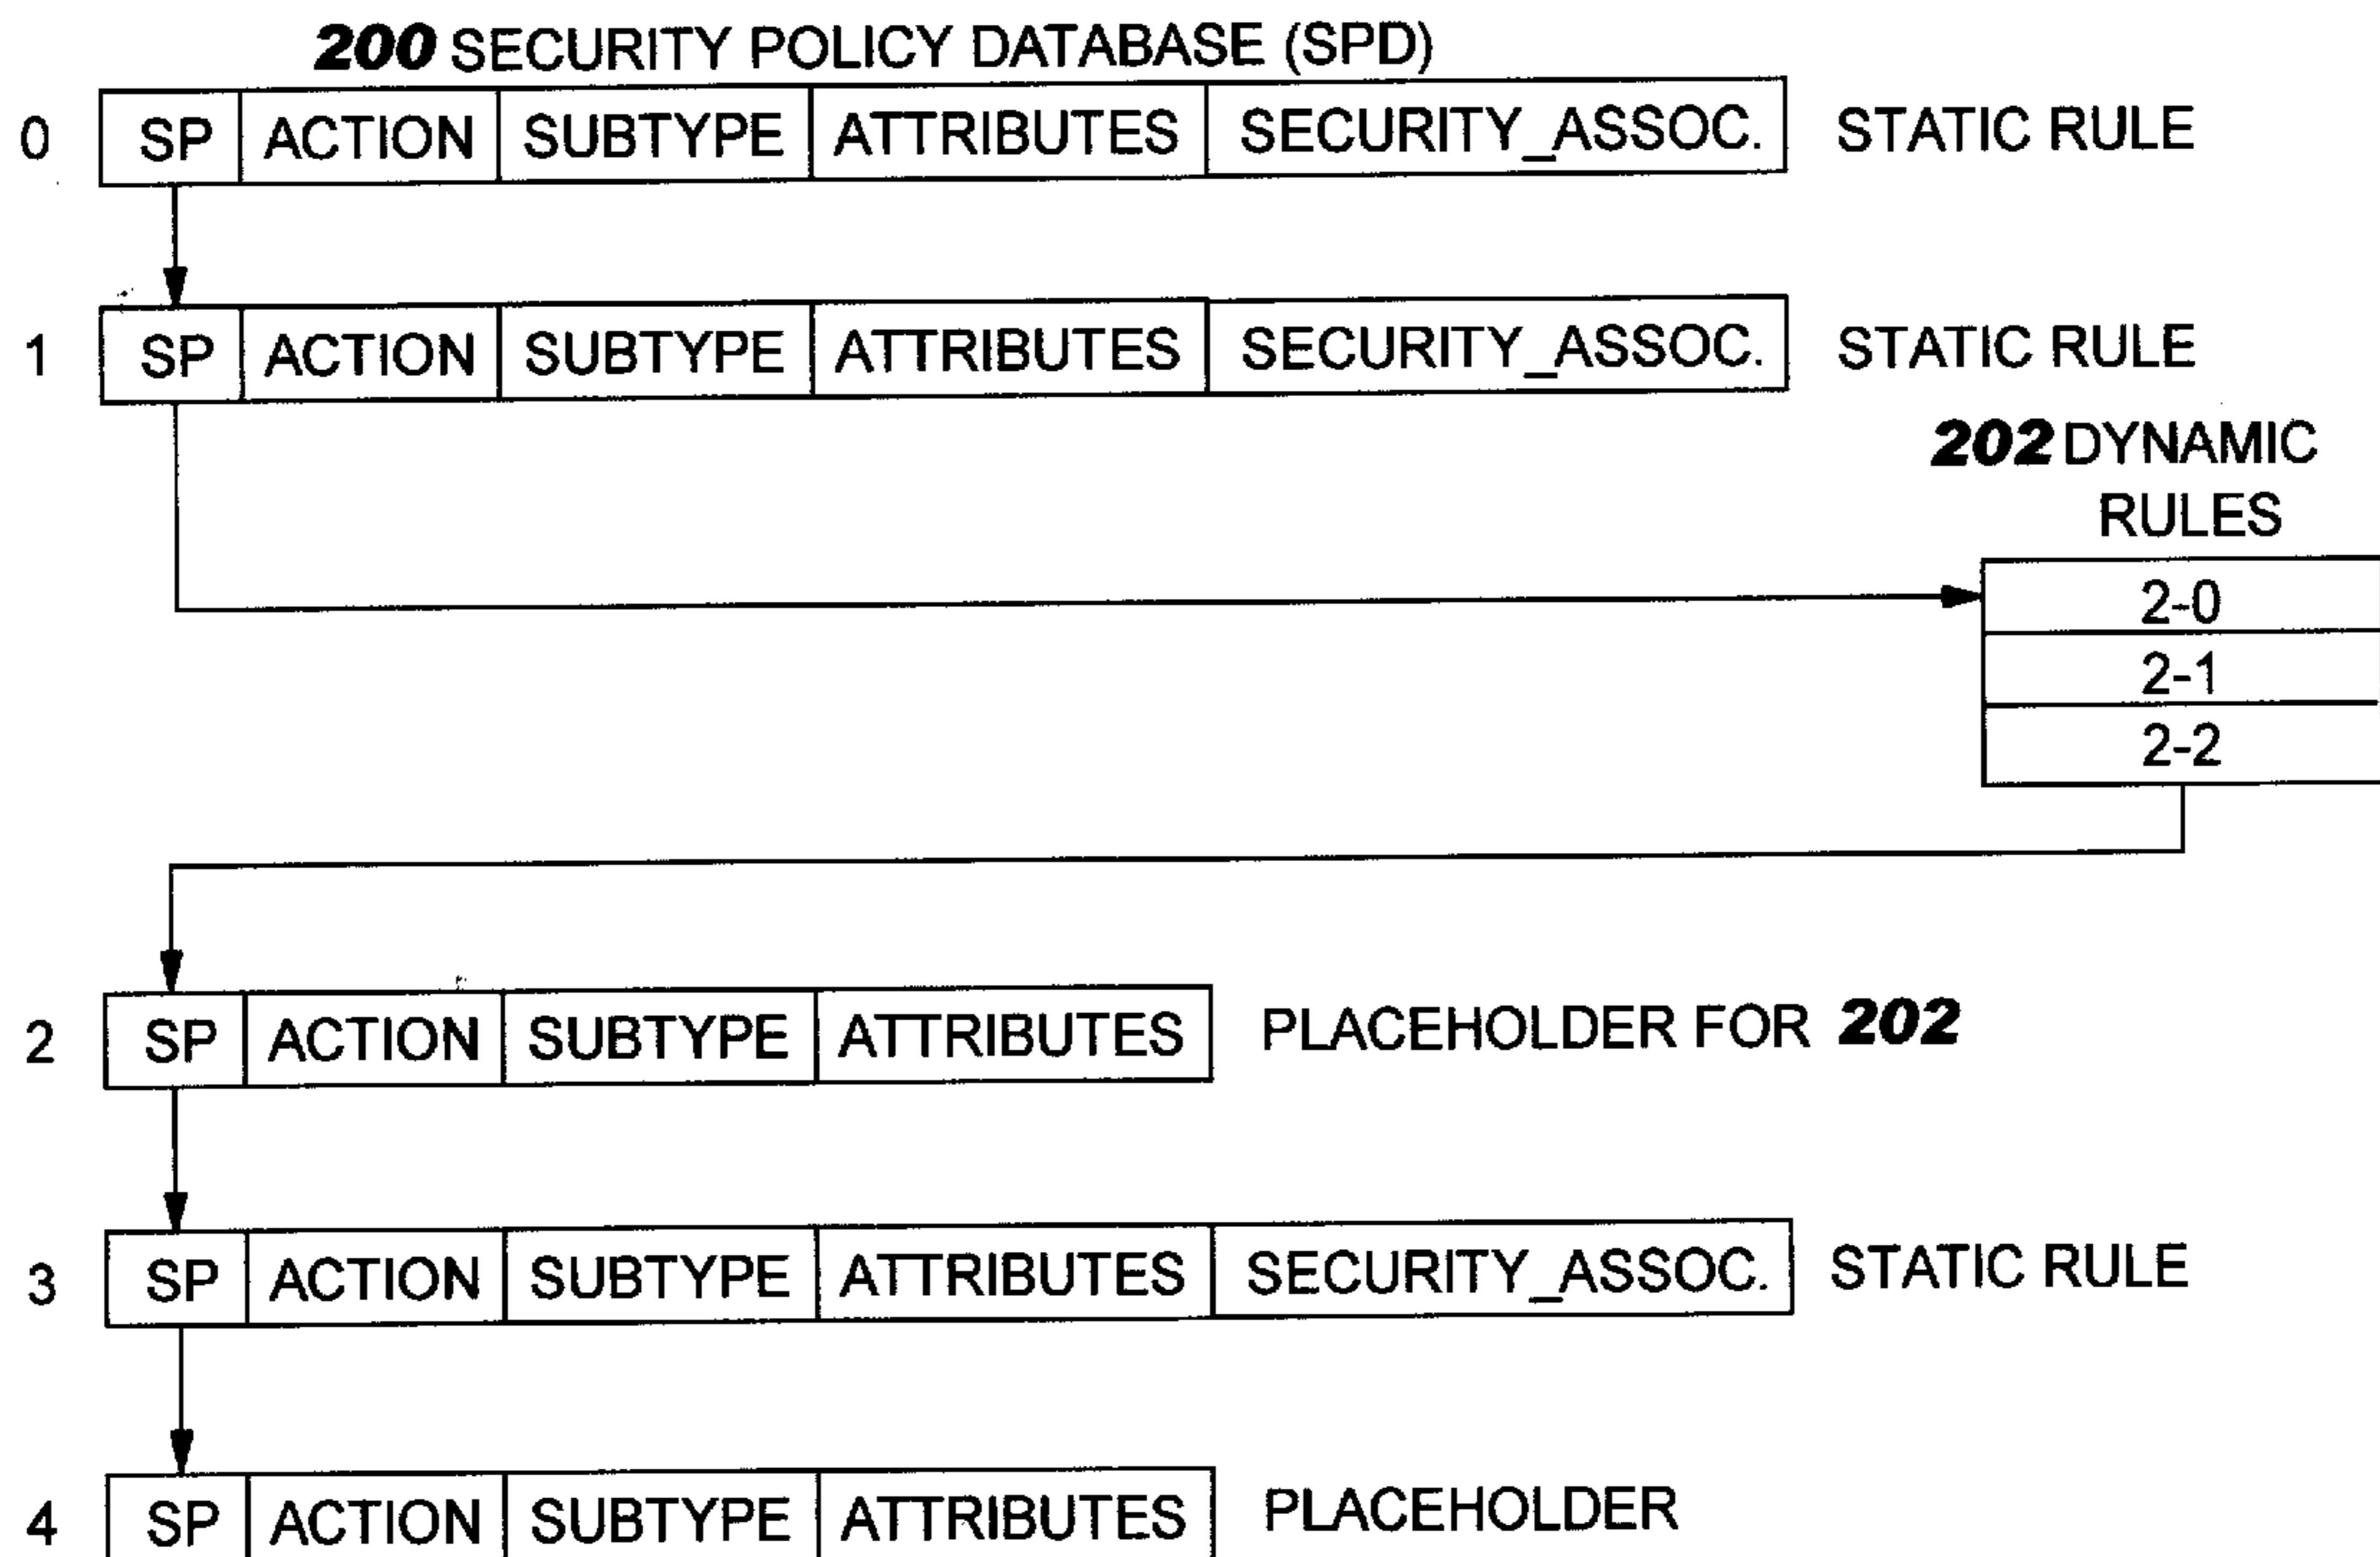 200 SECURITY POLICY DATABASE (SPD)
0 SP ACTION SUBTYPE ATTRIBUTES SECURITY_ASSOC. STATIC RULE
1 SP ACTION SUBTYPE ATTRIBUTES SECURITY_ASSOC. STATIC RULE
202 DYNAMIC
RULES
2-0
2-1
2-2
2 SP ACTION SUBTYPE ATTRIBUTES PLACEHOLDER FOR 202
3 SP ACTION SUBTYPE ATTRIBUTES SECURITY_ASSOC. STATIC RULE
4 SP ACTION SUBTYPE ATTRIBUTES PLACEHOLDER